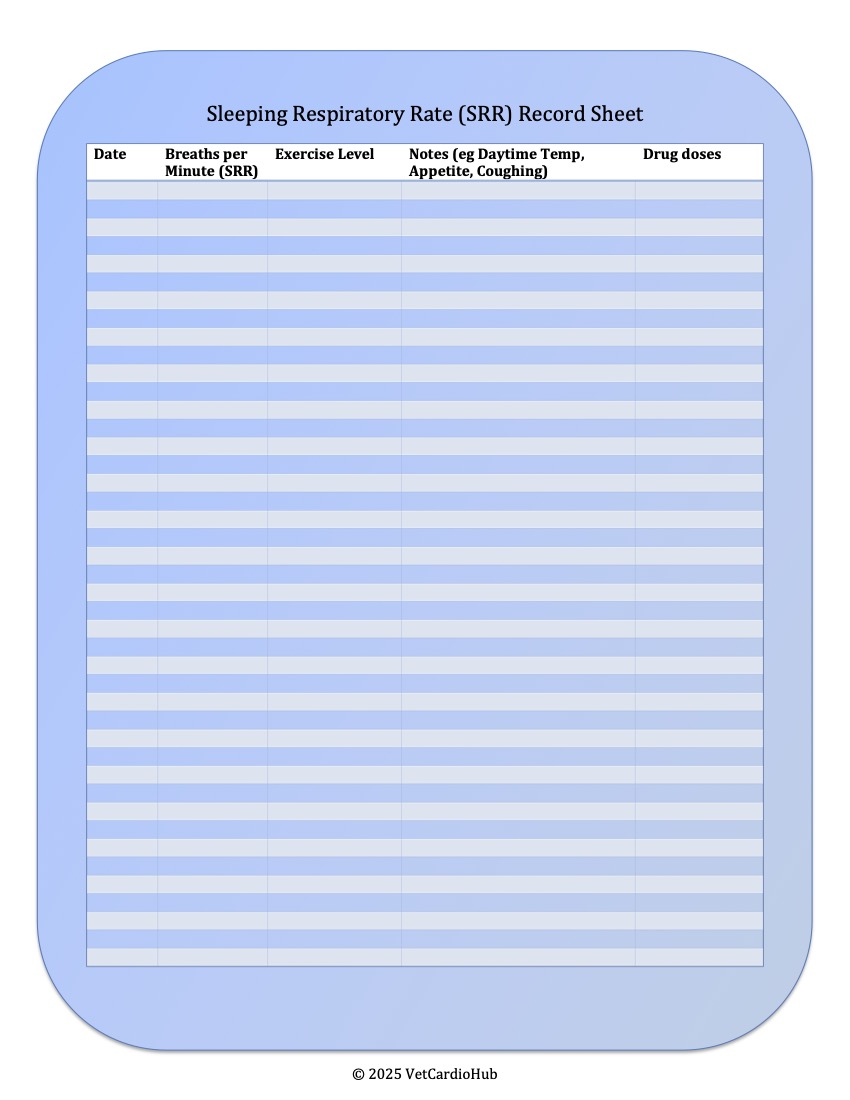 Sleeping Respiratory Rate (SRR) Record Sheet
Date
Breaths per
Minute (SRR)
Exercise Level
Notes (eg Daytime Temp,
Appetite, Coughing)
Drug doses
© 2025 VetCardioHub